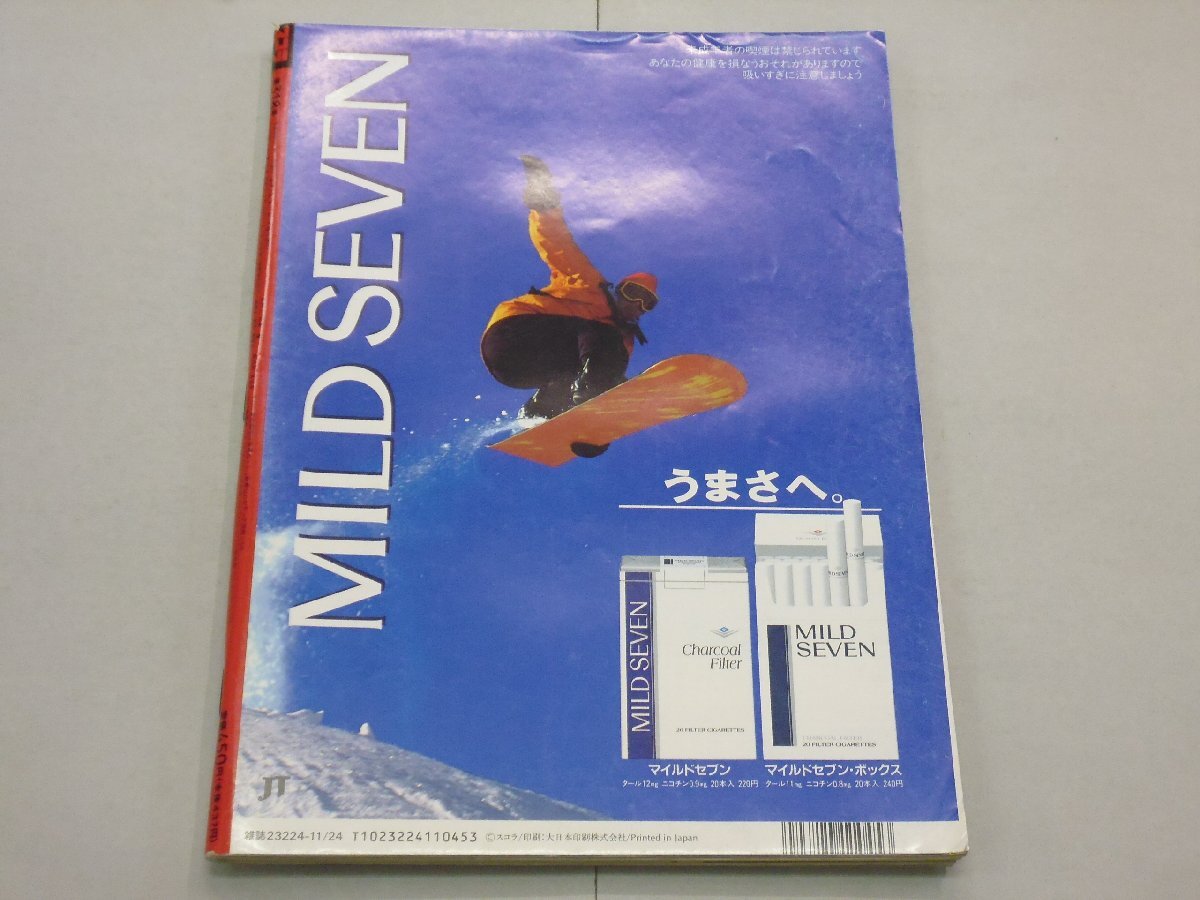 MILD SEVEN
未成年者の喫煙は禁じられています
あなたの健康を損なうおそれがありますので
吸いすぎに注意しましょう
うまさへ。
MILD SEVEN
Charcoal
Filter
20 FILTER CIGARETTES
MILD
SEVEN
CHARCOAL FILTER
20 FILTER CIGARETTES
マイルドセブン
タール12mg ニコチン0.9mg 20本入 220円
マイルドセブン・ボックス
タール11mg ニコチン0.8mg 20本入 240円
JT
雑誌23224-11/24 T1023224110453 ©スコラ/印刷:大日本印刷株式会社/Printed in Japan